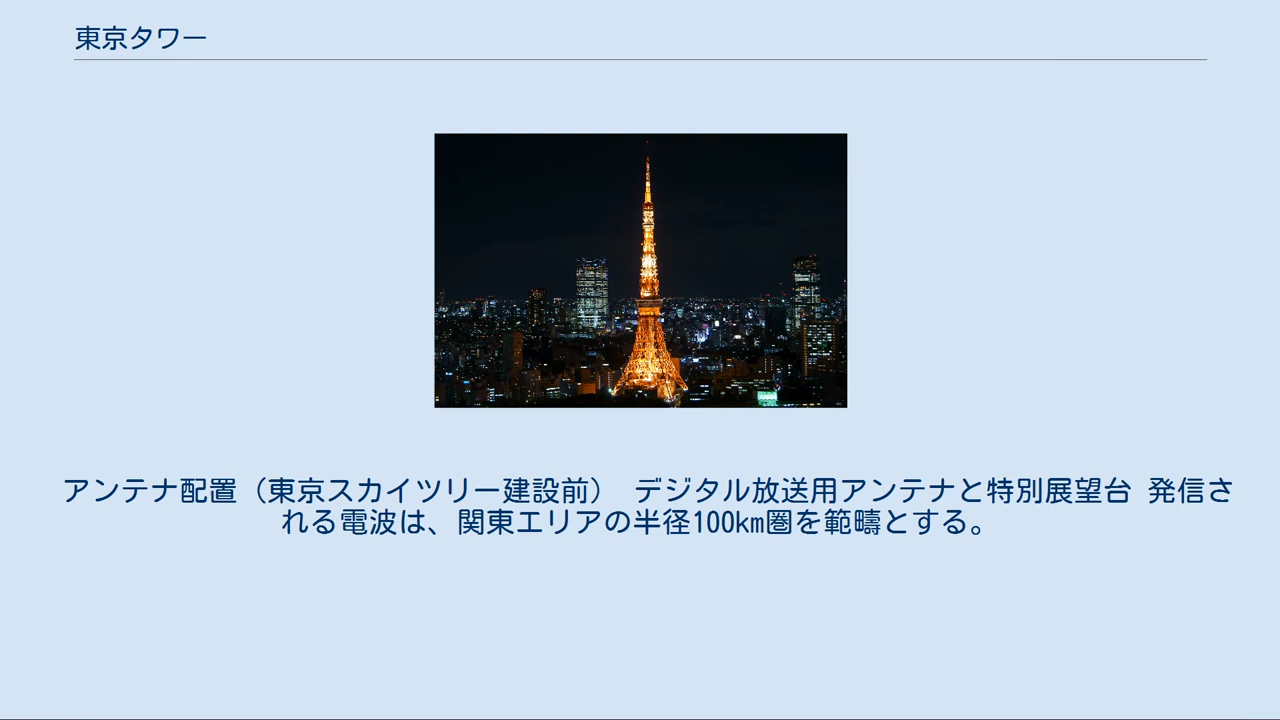 東京タワー
アンテナ配置（東京スカイツリー建設前） デジタル放送用アンテナと特別展望台 発信さ
れる電波は、関東エリアの半径100km圏を範疇とする。